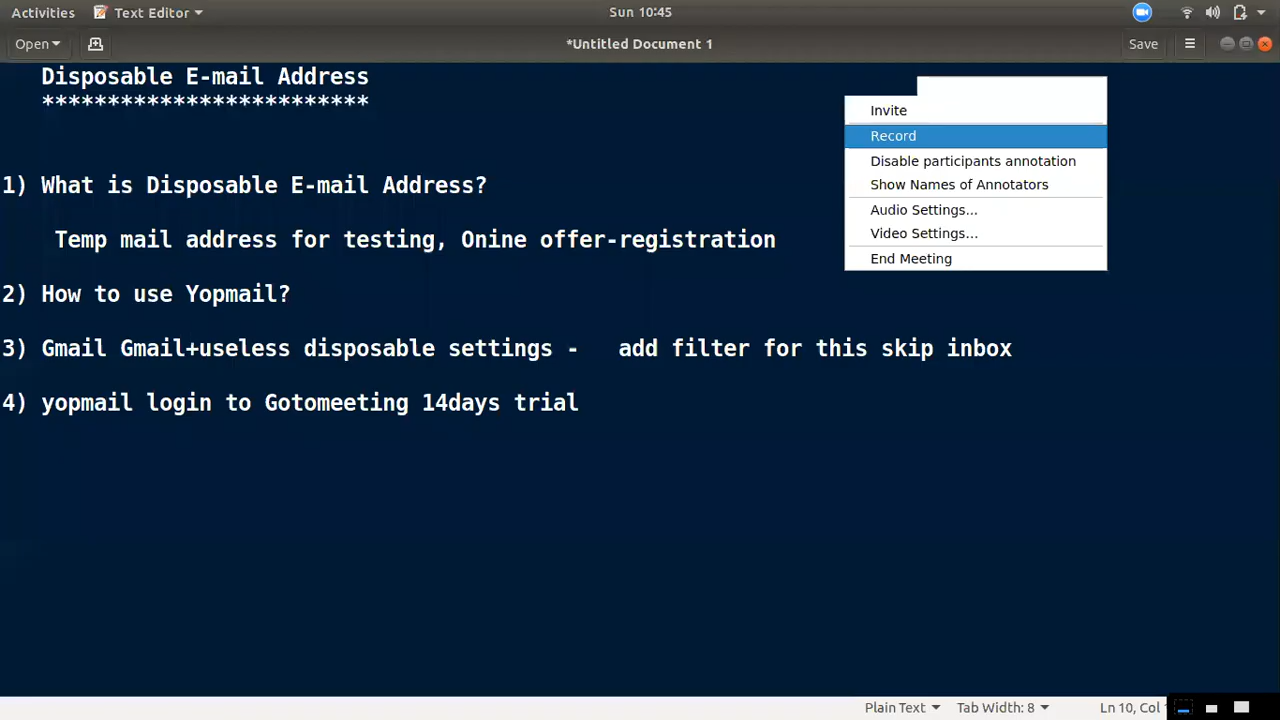 Activities Text Editor Sun 10:45
Open *Untitled Document 1 Save
Disposable E-mail Address
*************************
Invite
Record
Disable participants annotation
Show Names of Annotators
Audio Settings...
Video Settings...
End Meeting
1) What is Disposable E-mail Address?
Temp mail address for testing, Onine offer-registration
2) How to use Yopmail?
3) Gmail Gmail+useless disposable settings - add filter for this skip inbox
4) yopmail login to Gotomeeting 14days trial
Plain Text Tab Width: 8 Ln 10, Col